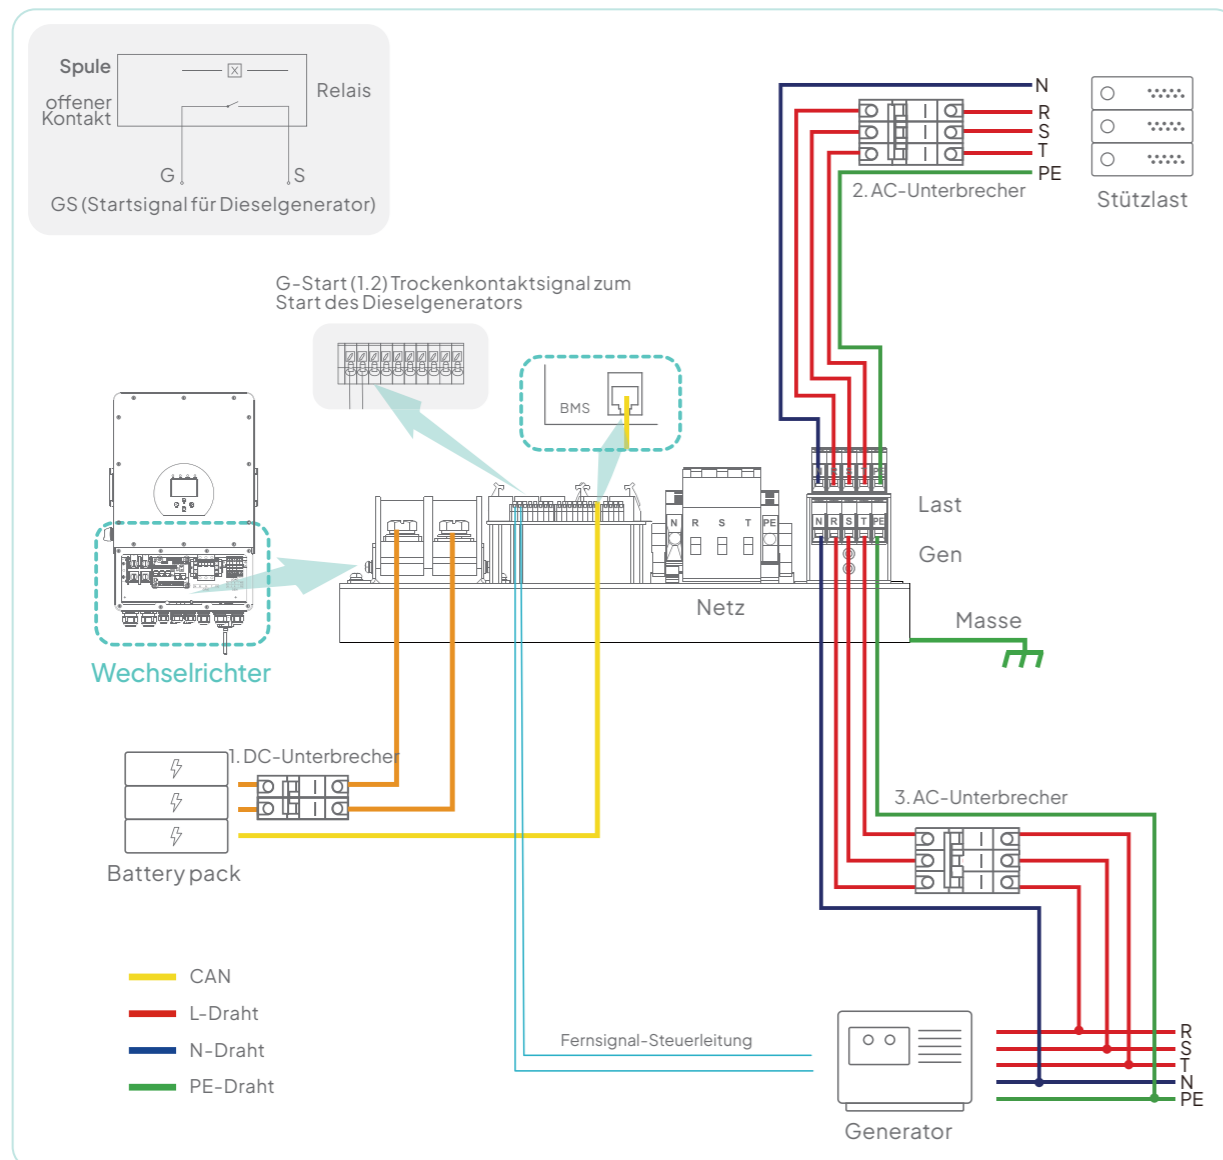 Spule
offener
Kontakt
Relais
G
S
GS (Startsignal für Dieselgenerator)
N
R
S
T
PE
2. AC-Unterbrecher
Stützlast
G-Start (1.2) Trockenkontaktsignal zum
Start des Dieselgenerators
BMS
N R S T PE
N R S T PE
N R S T PE
Last
Gen
Netz
Masse
Wechselrichter
1. DC-Unterbrecher
Battery pack
3. AC-Unterbrecher
CAN
L-Draht
N-Draht
PE-Draht
Fernsignal-Steuerleitung
Generator
R
S
T
N
PE